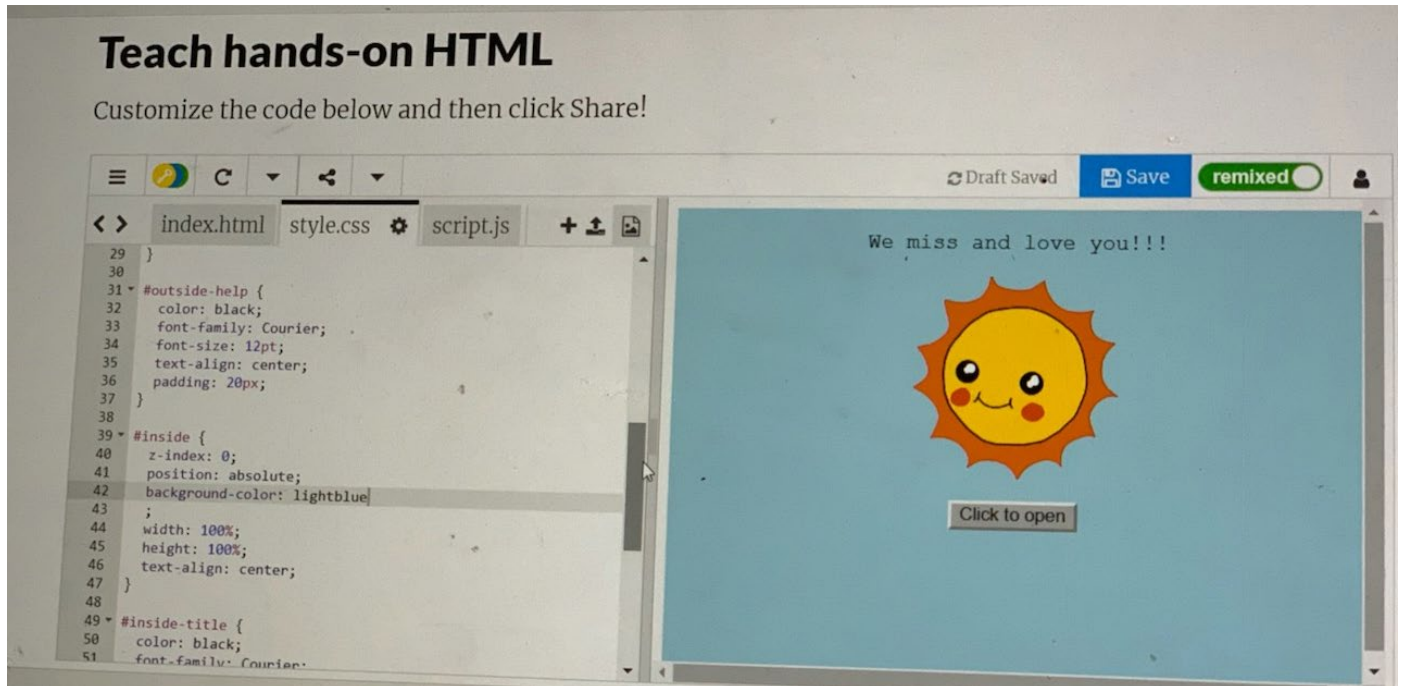 Teach hands-on HTML
Customize the code below and then click Share!
Draft Saved
Save
remixed
index.html
style.css
script.js
29 }
30
31 #outside-help {
32 color: black;
33 font-family: Courier;
34 font-size: 12pt;
35 text-align: center;
36 padding: 20px;
37 }
38
39 #inside {
40 z-index: 0;
41 position: absolute;
42 background-color: lightblue
43 ;
44 width: 100%;
45 height: 100%;
46 text-align: center;
47 }
48
49 #inside-title {
50 color: black;
51 font-family: Courier;
We miss and love you!!!
Click to open